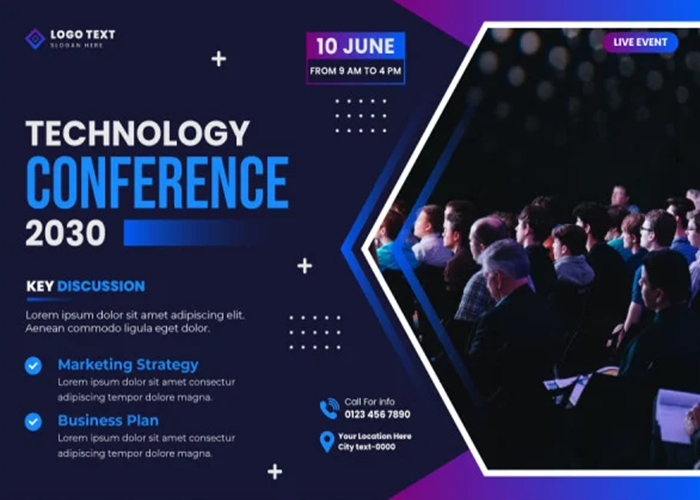 LOGO TEXT
SLOGAN HERE
10 JUNE
FROM 9 AM TO 4 PM
LIVE EVENT
TECHNOLOGY
CONFERENCE
2030
KEY DISCUSSION
Lorem ipsum dolor sit amet adipiscing elit.
Aenean commodo ligula eget dolor.
Marketing Strategy
Lorem ipsum dolor sit amet consectur
adipiscing tempor dolore magna.
Business Plan
Lorem ipsum dolor sit amet consectur
adipiscing tempor dolore magna.
Call For info
0123 456 7890
Your Location Here
City text-0000